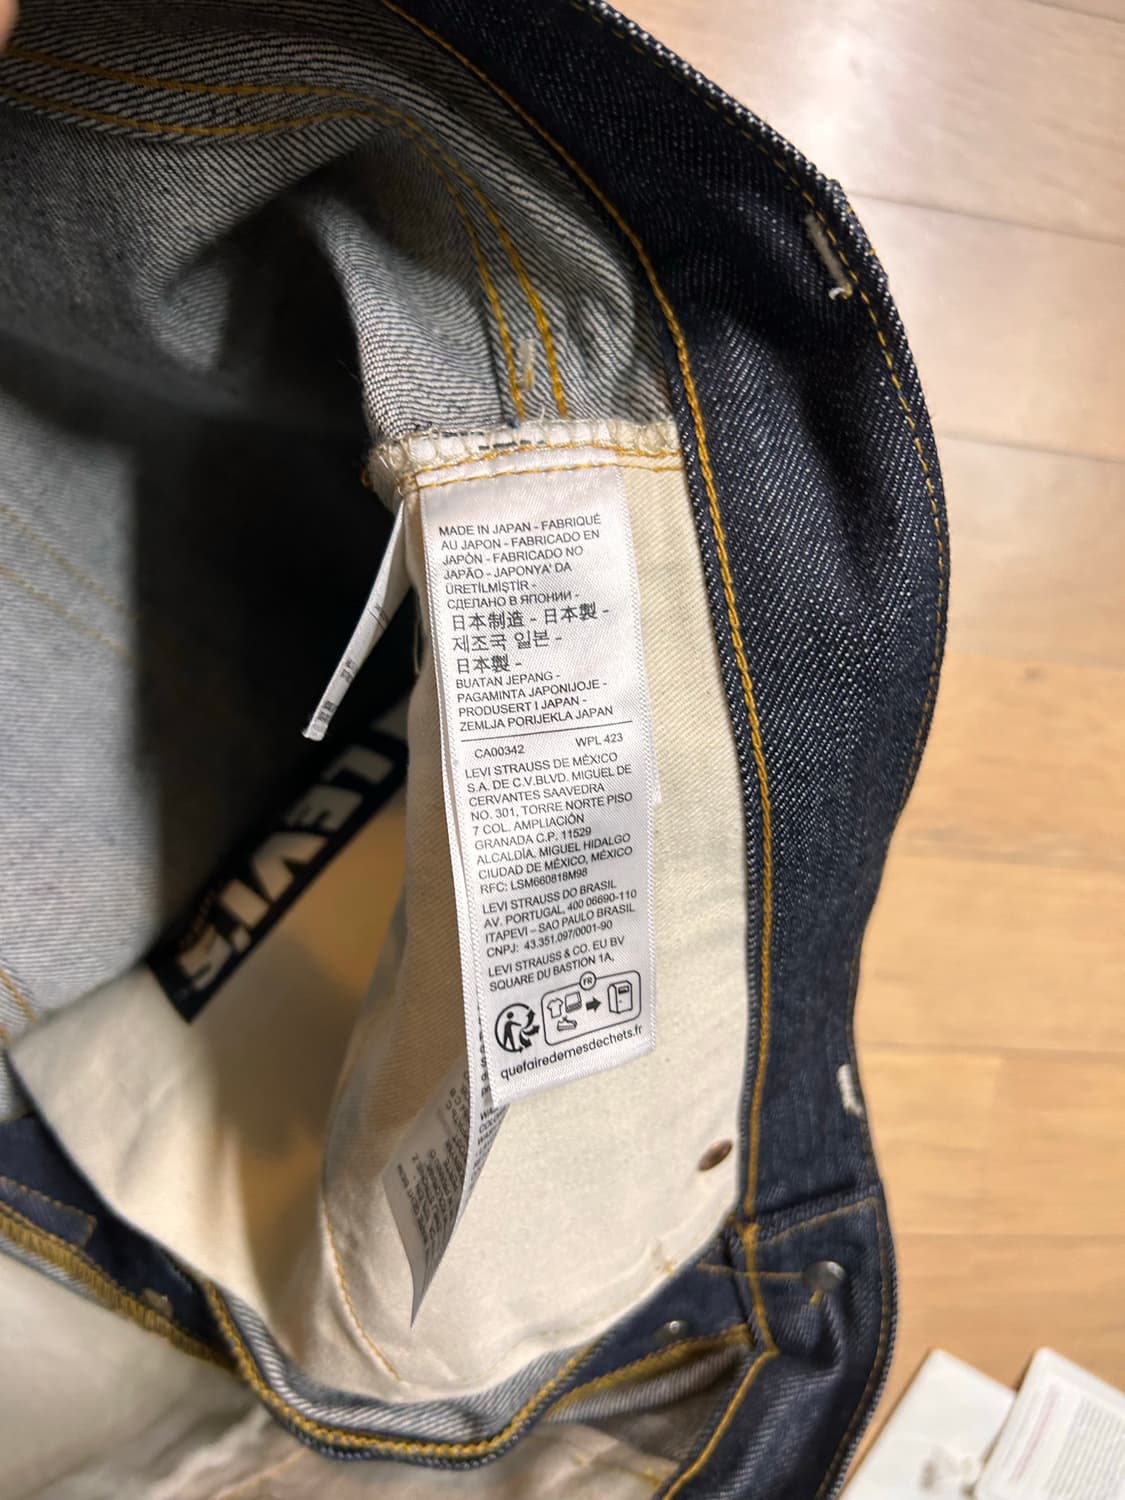 MADE IN JAPAN - FABRIQUÉ
AU JAPON - FABRICADO EN
JAPÓN - FABRICADO NO
JAPÃO - JAPONYA' DA
ÜRETİLMİŞTİR -
СДЕЛАНО В ЯПОНИИ -
日本制造 - 日本製 -
제조국 일본 -
日本製 -
BUATAN JEPANG -
PAGAMINTA JAPONIJOJE -
PRODUSERT I JAPAN -
ZEMLJA PORIJEKLA JAPAN
CA00342 WPL 423
LEVI STRAUSS DE MÉXICO
S.A. DE C.V.BLVD. MIGUEL DE
CERVANTES SAAVEDRA
NO. 301, TORRE NORTE PISO
7 COL. AMPLIACIÓN
GRANADA C.P. 11529
ALCALDÍA, MIGUEL HIDALGO
CIUDAD DE MÉXICO, MÉXICO
RFC: LSM660818M98
LEVI STRAUSS DO BRASIL
AV. PORTUGAL, 400 06690-110
ITAPEVI – SAO PAULO BRASIL
CNPJ: 43.351.097/0001-90
LEVI STRAUSS & CO. EU BV
SQUARE DU BASTION 1A,
FR
quefairedemesdechets.fr
LEVI'S